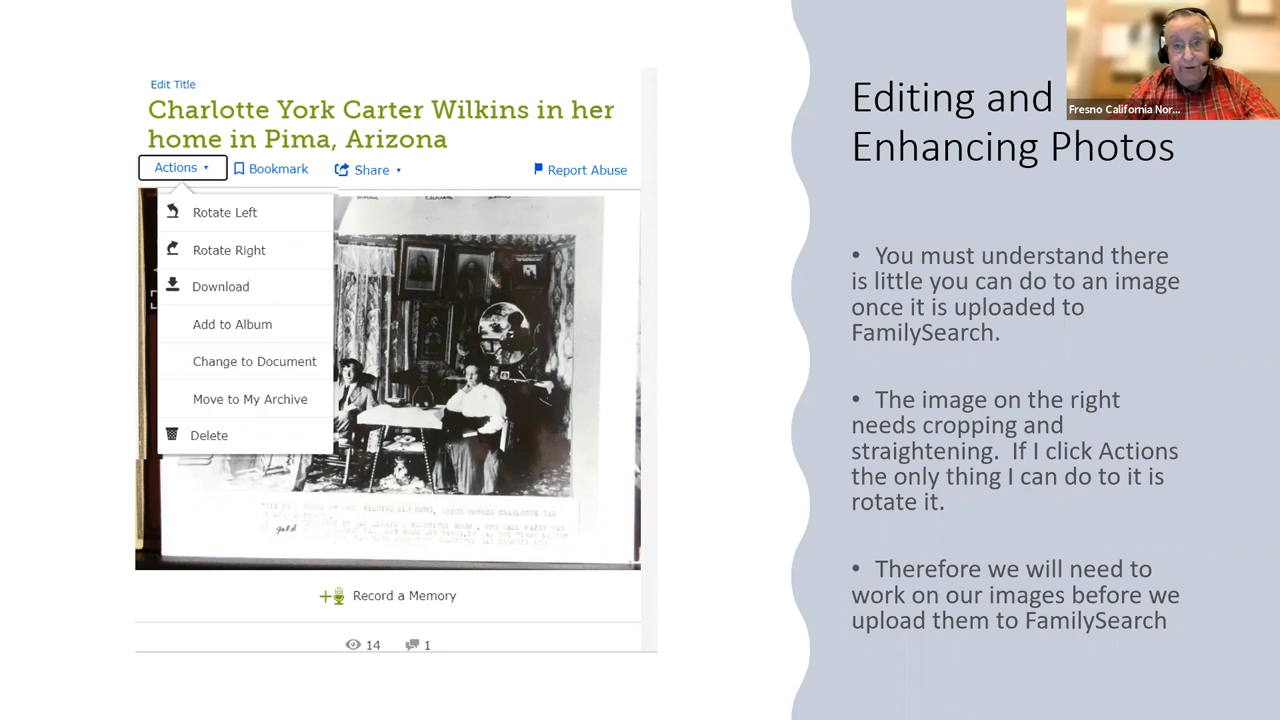 Edit Title
Charlotte York Carter Wilkins in her
home in Pima, Arizona
Actions
Bookmark
Share
Report Abuse
Rotate Left
Rotate Right
Download
Add to Album
Change to Document
Move to My Archive
Delete
gold
Record a Memory
14
1
Editing and
Enhancing Photos
Fresno California Nor...
• You must understand there
is little you can do to an image
once it is uploaded to
FamilySearch.
• The image on the right
needs cropping and
straightening. If I click Actions
the only thing I can do to it is
rotate it.
• Therefore we will need to
work on our images before we
upload them to FamilySearch